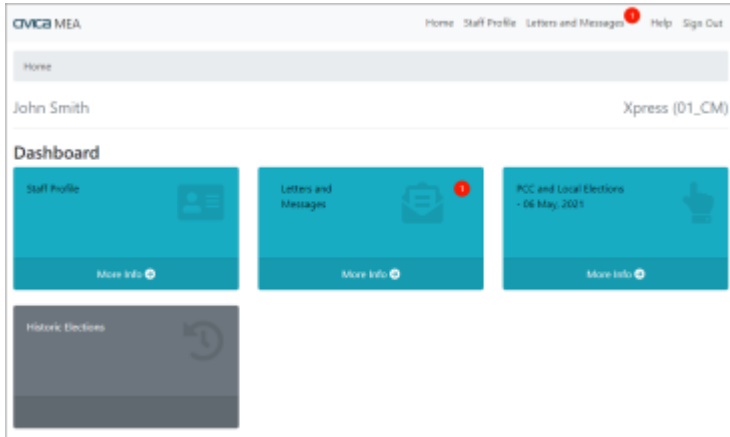 CIVICA MEA
Home Staff Profile Letters and Messages 1 Help Sign Out
Home
John Smith Xpress (01_CM)
Dashboard
Staff Profile
More Info
Letters and
Messages
1
More Info
PCC and Local Elections
- 06 May, 2021
More Info
Historic Elections